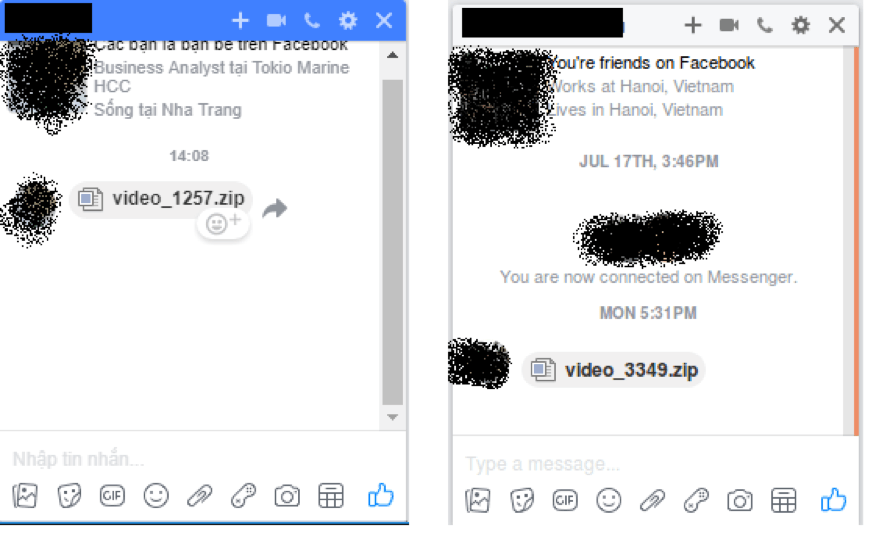 Các bạn là bạn bè trên Facebook
Business Analyst tại Tokio Marine
HCC
Sống tại Nha Trang
14:08
video_1257.zip
Nhập tin nhắn...
GIF
You're friends on Facebook
Works at Hanoi, Vietnam
Lives in Hanoi, Vietnam
JUL 17TH, 3:46PM
You are now connected on Messenger.
MON 5:31PM
video_3349.zip
Type a message...
GIF